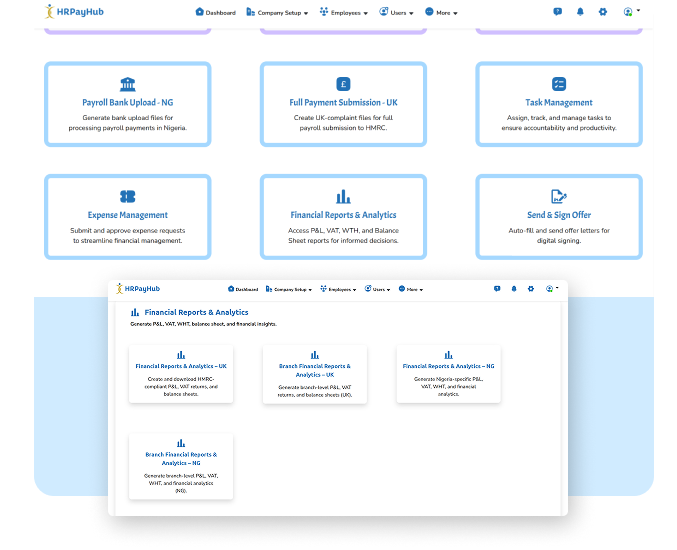 HRPayHub Dashboard Company Setup Employees Users More
Payroll Bank Upload - NG
Generate bank upload files for
processing payroll payments in Nigeria.
Full Payment Submission - UK
Create UK-complaint files for full
payroll submission to HMRC.
Task Management
Assign, track, and manage tasks to
ensure accountability and productivity.
Expense Management
Submit and approve expense requests
to streamline financial management.
Financial Reports & Analytics
Access P&L, VAT, WTH, and Balance
Sheet reports for informed decisions.
Send & Sign Offer
Auto-fill and send offer letters for
digital signing.
HRPayHub Dashboard Company Setup Employees Users More
Financial Reports & Analytics
Generate P&L, VAT, WHT, balance sheet, and financial insights.
Financial Reports & Analytics – UK
Create and download HMRC-
compliant P&L, VAT returns, and
balance sheets.
Branch Financial Reports &
Analytics – UK
Generate branch-level P&L, VAT
returns, and balance sheets (UK).
Financial Reports & Analytics – NG
Generate Nigeria-specific P&L,
VAT, WHT, and financial
analytics.
Branch Financial Reports &
Analytics – NG
Generate branch-level P&L, VAT,
WHT, and financial analytics
(NG).